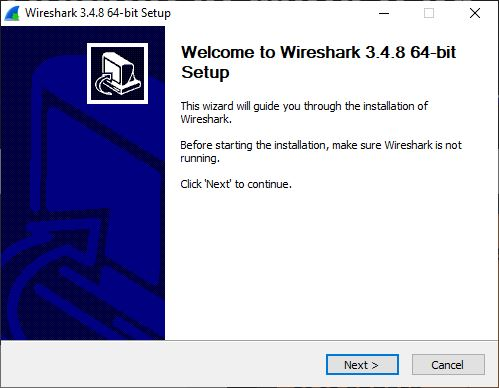 Wireshark 3.4.8 64-bit Setup
Welcome to Wireshark 3.4.8 64-bit
Setup
This wizard will guide you through the installation of
Wireshark.
Before starting the installation, make sure Wireshark is not
running.
Click 'Next' to continue.
Next >
Cancel